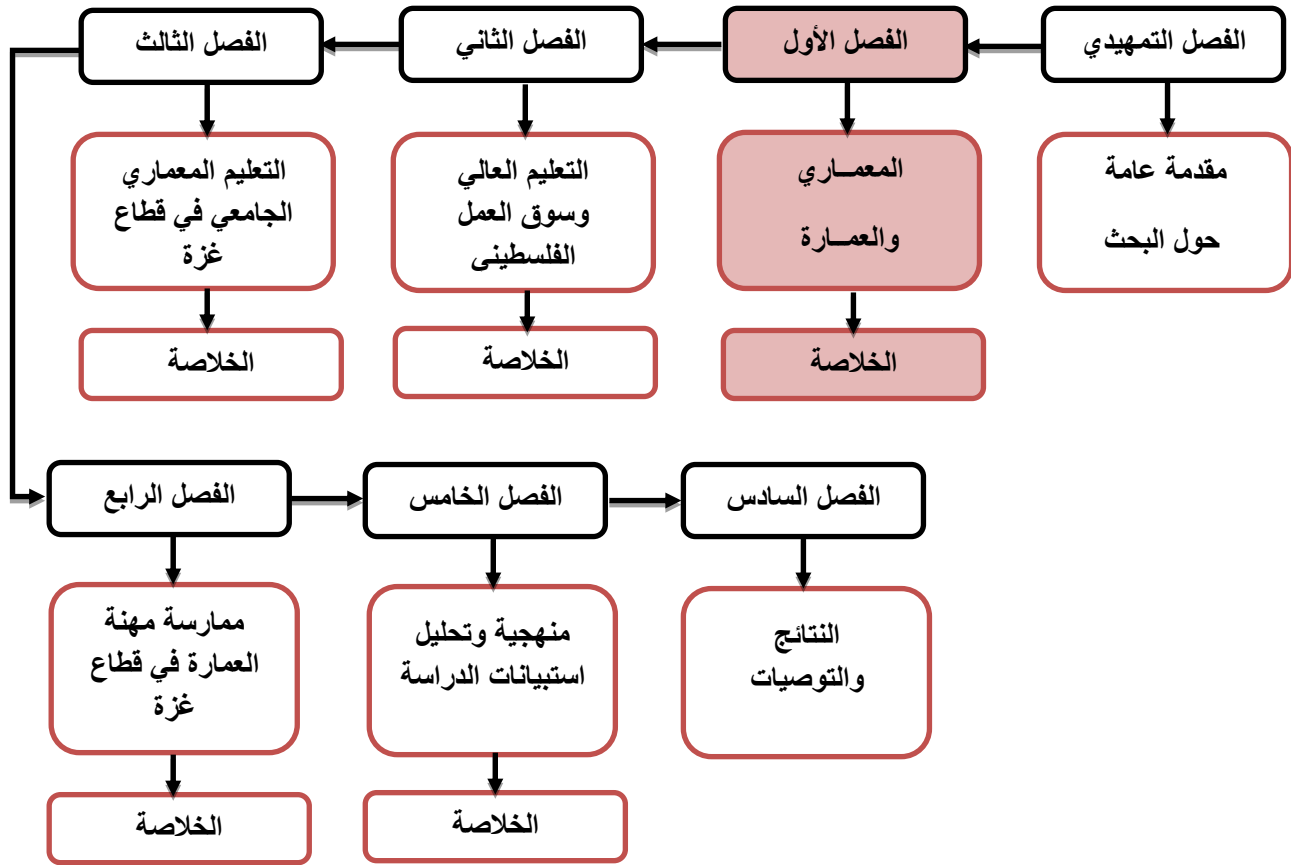 الفصل التمهيدي
الفصل الأول
الفصل الثاني
الفصل الثالث
مقدمة عامة
حول البحث
المعمــاري
والعمــارة
التعليم العالي
وسوق العمل
الفلسطينى
التعليم المعماري
الجامعي في قطاع
غزة
الخلاصة
الخلاصة
الخلاصة
الفصل الرابع
الفصل الخامس
الفصل السادس
ممارسة مهنة
العمارة في قطاع
غزة
منهجية وتحليل
استبيانات الدراسة
النتائج
والتوصيات
الخلاصة
الخلاصة